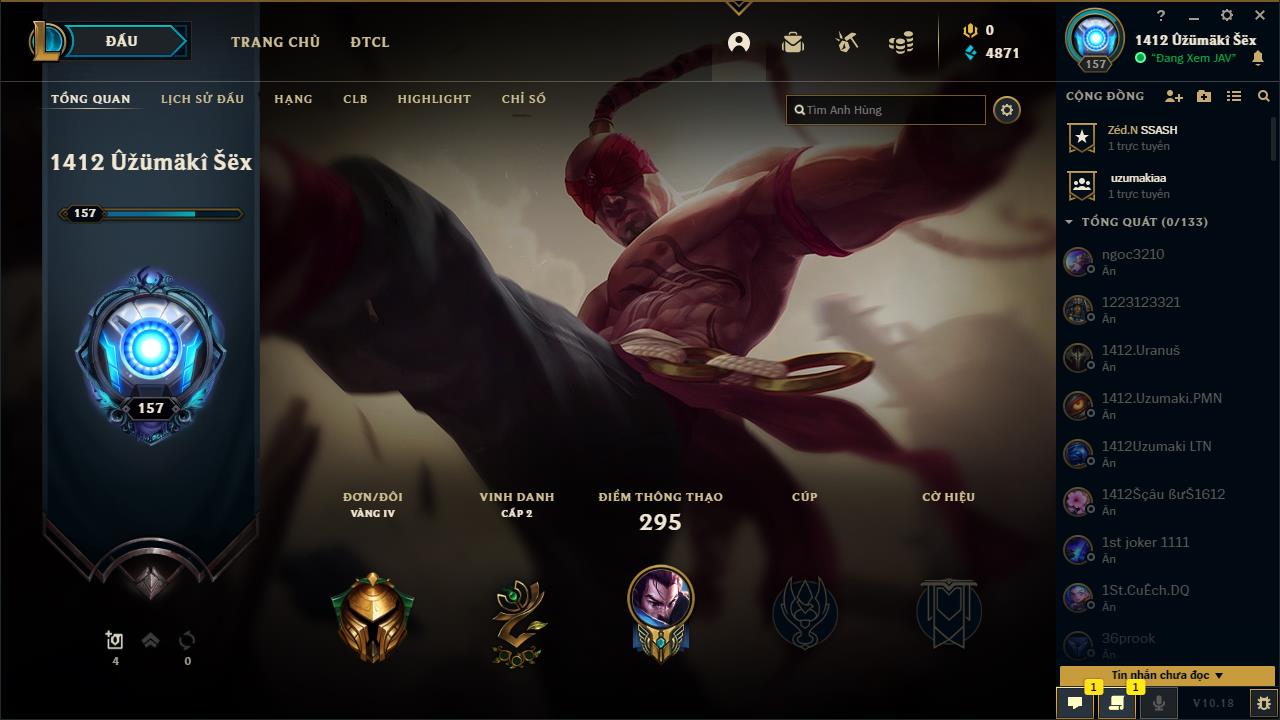 ĐẤU
TRANG CHỦ
ĐTCL
0
4871
?
157
1412 Ûžümäkî Šëx
"Đang Xem JAV"
TỔNG QUAN
LỊCH SỬ ĐẤU
HẠNG
CLB
HIGHLIGHT
CHỈ SỐ
Tìm Anh Hùng
1412 Ûžümäkî Šëx
157
157
4
0
ĐƠN/ĐÔI
VÀNG IV
VINH DANH
CẤP 2
ĐIỂM THÔNG THẠO
295
CÚP
CỜ HIỆU
CỘNG ĐỒNG
Zéd.N SSASH
1 trực tuyến
uzumakiaa
1 trực tuyến
TỔNG QUÁT (0/133)
ngoc3210
Ẩn
1223123321
Ẩn
1412.Uranuš
Ẩn
1412.Uzumaki.PMN
Ẩn
1412Uzumaki LTN
Ẩn
1412Šçâu ßưŠ1612
Ẩn
1st joker 1111
Ẩn
1St.CuÊch.DQ
Ẩn
36prook
Ẩn
Tin nhắn chưa đọc
1
1
V10.18